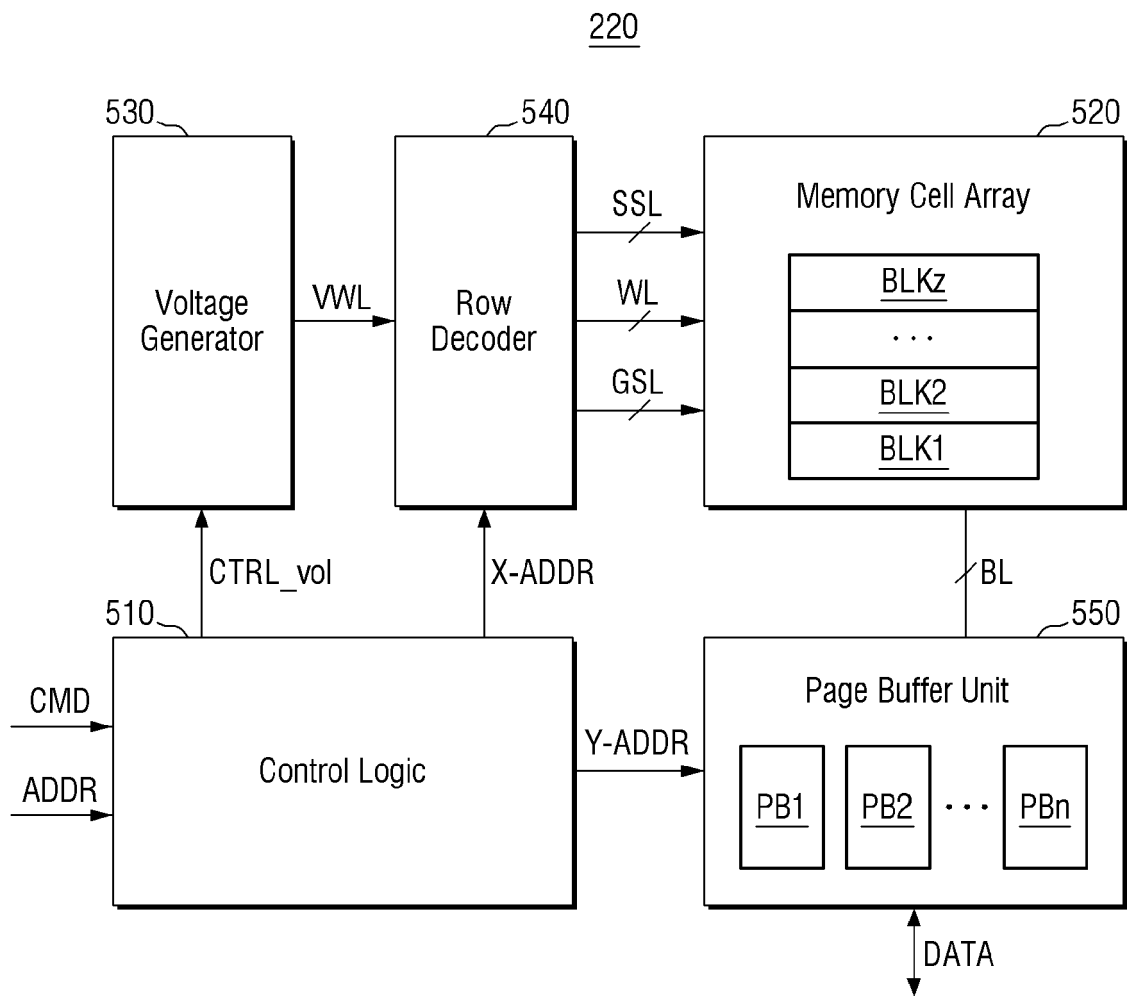 220
530
540
520
Voltage
Generator
VWL
Row
Decoder
SSL
WL
GSL
Memory Cell Array
BLKz
...
BLK2
BLK1
CTRL_vol
X-ADDR
BL
510
550
CMD
ADDR
Control Logic
Y-ADDR
Page Buffer Unit
PB1 PB2 ... PBn
DATA